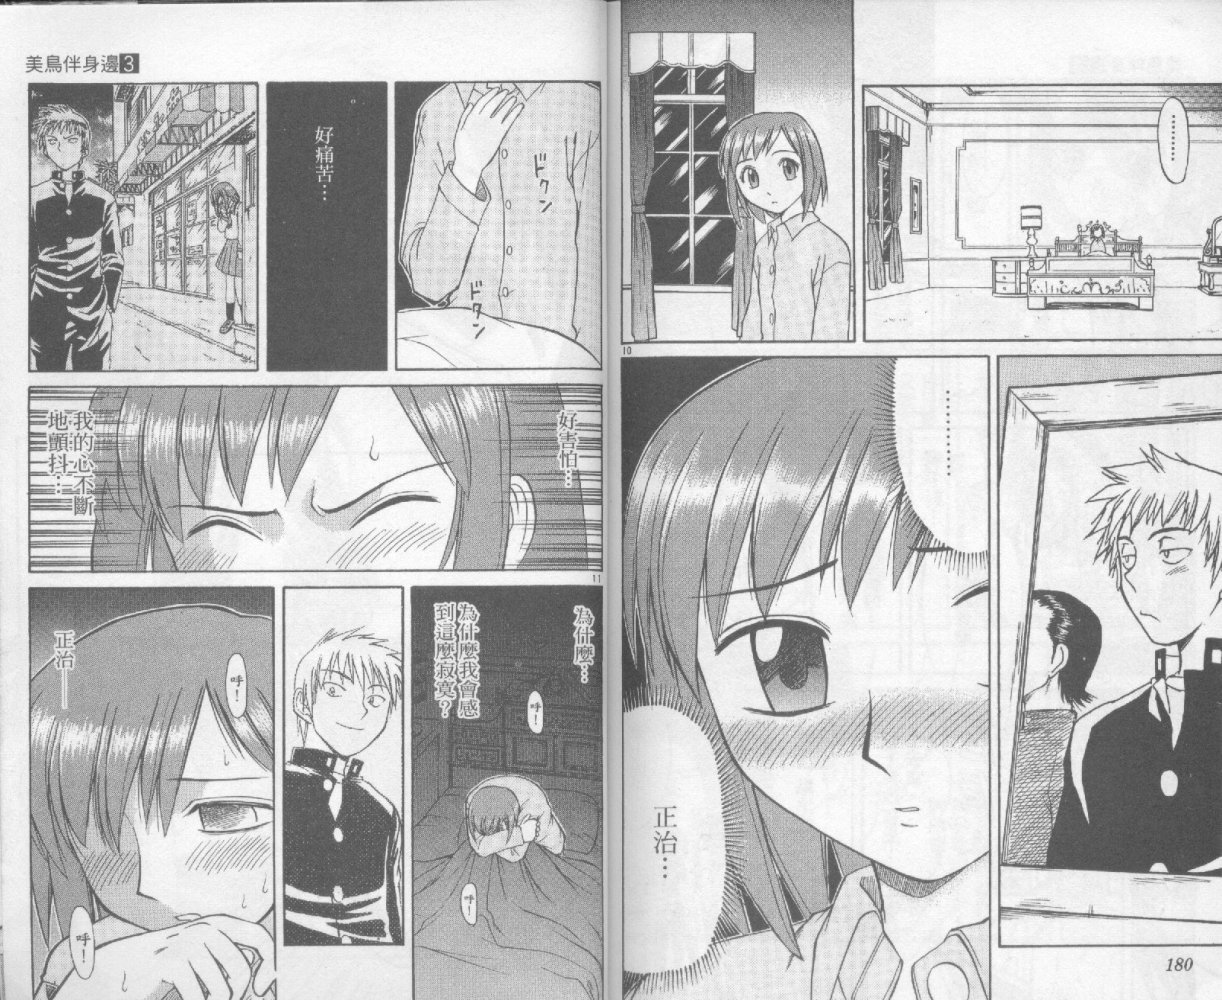 ………
………
正治…
180
10
美鳥伴身邊3
ドクン
ドクン
好痛苦…
好害怕…
我的心不斷
地顫抖…
11
為什麼…
為什麼我會感
到這麼寂寞？
呼！
呼！
呼！
呼！
正治——